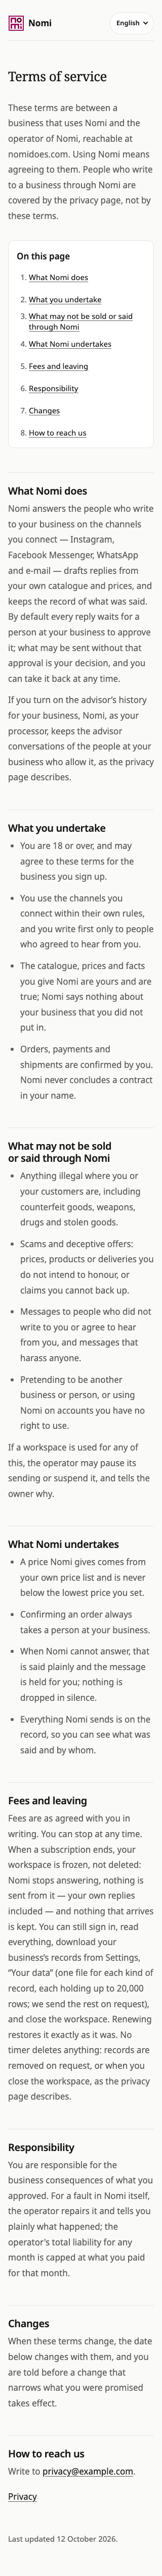 Nomi
English
Terms of service
These terms are between a
business that uses Nomi and the
operator of Nomi, reachable at
nomidoes.com. Using Nomi means
agreeing to them. People who write
to a business through Nomi are
covered by the privacy page, not by
these terms.
On this page
1. What Nomi does
2. What you undertake
3. What may not be sold or said
through Nomi
4. What Nomi undertakes
5. Fees and leaving
6. Responsibility
7. Changes
8. How to reach us
What Nomi does
Nomi answers the people who write
to your business on the channels
you connect — Instagram,
Facebook Messenger, WhatsApp
and e-mail — drafts replies from
your own catalogue and prices, and
keeps the record of what was said.
By default every reply waits for a
person at your business to approve
it; what may be sent without that
approval is your decision, and you
can take it back at any time.
If you turn on the advisor's history
for your business, Nomi, as your
processor, keeps the advisor
conversations of the people at your
business who allow it, as the privacy
page describes.
What you undertake
• You are 18 or over, and may
agree to these terms for the
business you sign up.
• You use the channels you
connect within their own rules,
and you write first only to people
who agreed to hear from you.
• The catalogue, prices and facts
you give Nomi are yours and are
true; Nomi says nothing about
your business that you did not
put in.
• Orders, payments and
shipments are confirmed by you.
Nomi never concludes a contract
in your name.
What may not be sold
or said through Nomi
• Anything illegal where you or
your customers are, including
counterfeit goods, weapons,
drugs and stolen goods.
• Scams and deceptive offers:
prices, products or deliveries you
do not intend to honour, or
claims you cannot back up.
• Messages to people who did not
write to you or agree to hear
from you, and messages that
harass anyone.
• Pretending to be another
business or person, or using
Nomi on accounts you have no
right to use.
If a workspace is used for any of
this, the operator may pause its
sending or suspend it, and tells the
owner why.
What Nomi undertakes
• A price Nomi gives comes from
your own price list and is never
below the lowest price you set.
• Confirming an order always
takes a person at your business.
• When Nomi cannot answer, that
is said plainly and the message
is held for you; nothing is
dropped in silence.
• Everything Nomi sends is on the
record, so you can see what was
said and by whom.
Fees and leaving
Fees are as agreed with you in
writing. You can stop at any time.
When a subscription ends, your
workspace is frozen, not deleted:
Nomi stops answering, nothing is
sent from it — your own replies
included — and nothing that arrives
is kept. You can still sign in, read
everything, download your
business's records from Settings,
"Your data" (one file for each kind of
record, each holding up to 20,000
rows; we send the rest on request),
and close the workspace. Renewing
restores it exactly as it was. No
timer deletes anything: records are
removed on request, or when you
close the workspace, as the privacy
page describes.
Responsibility
You are responsible for the
business consequences of what you
approved. For a fault in Nomi itself,
the operator repairs it and tells you
plainly what happened; the
operator's total liability for any
month is capped at what you paid
for that month.
Changes
When these terms change, the date
below changes with them, and you
are told before a change that
narrows what you were promised
takes effect.
How to reach us
Write to privacy@example.com.
Privacy
Last updated 12 October 2026.